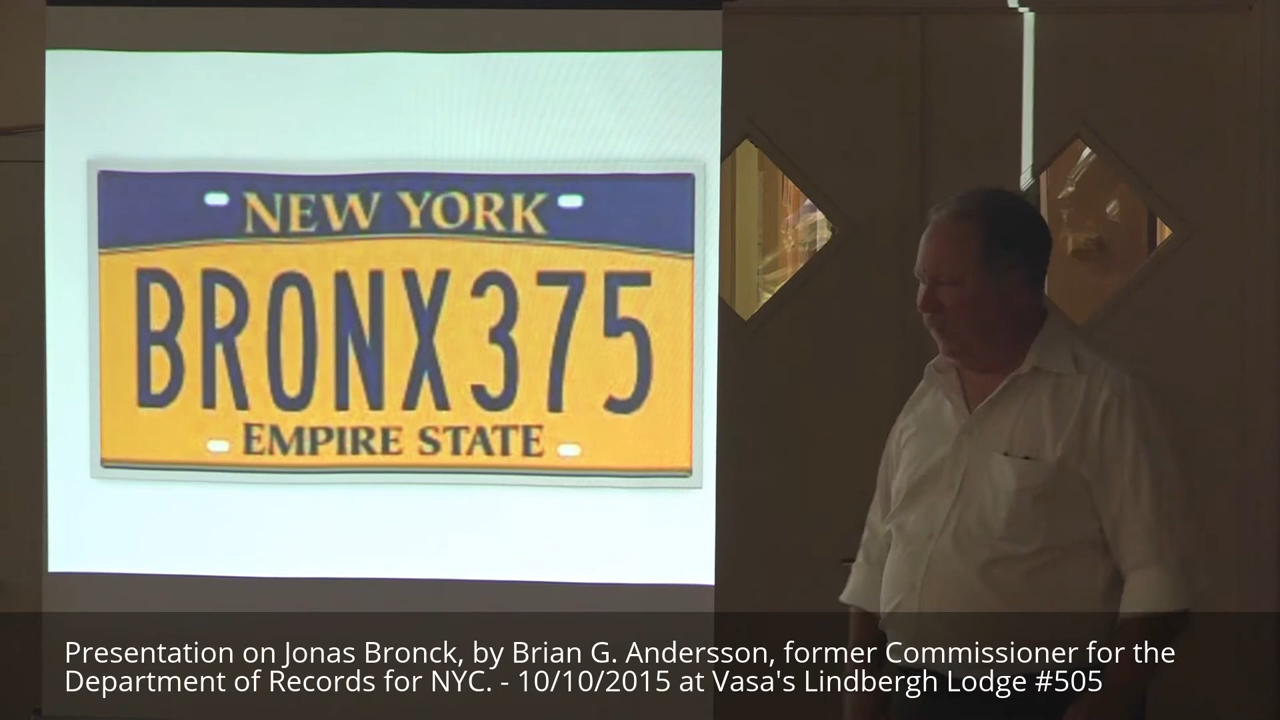 NEW YORK
BRONX375
EMPIRE STATE
Presentation on Jonas Bronck, by Brian G. Andersson, former Commissioner for the
Department of Records for NYC. - 10/10/2015 at Vasa's Lindbergh Lodge #505